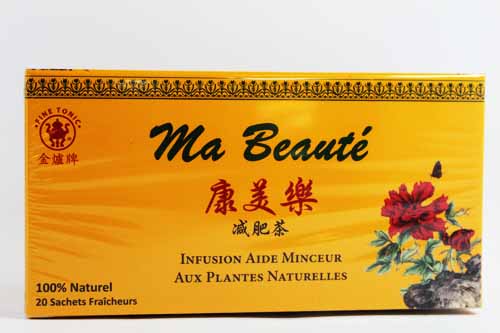 FINE TONIC
金爐牌
Ma Beauté
康美樂
减肥茶
INFUSION AIDE MINCEUR
AUX PLANTES NATURELLES
100% Naturel
20 Sachets Fraîcheurs